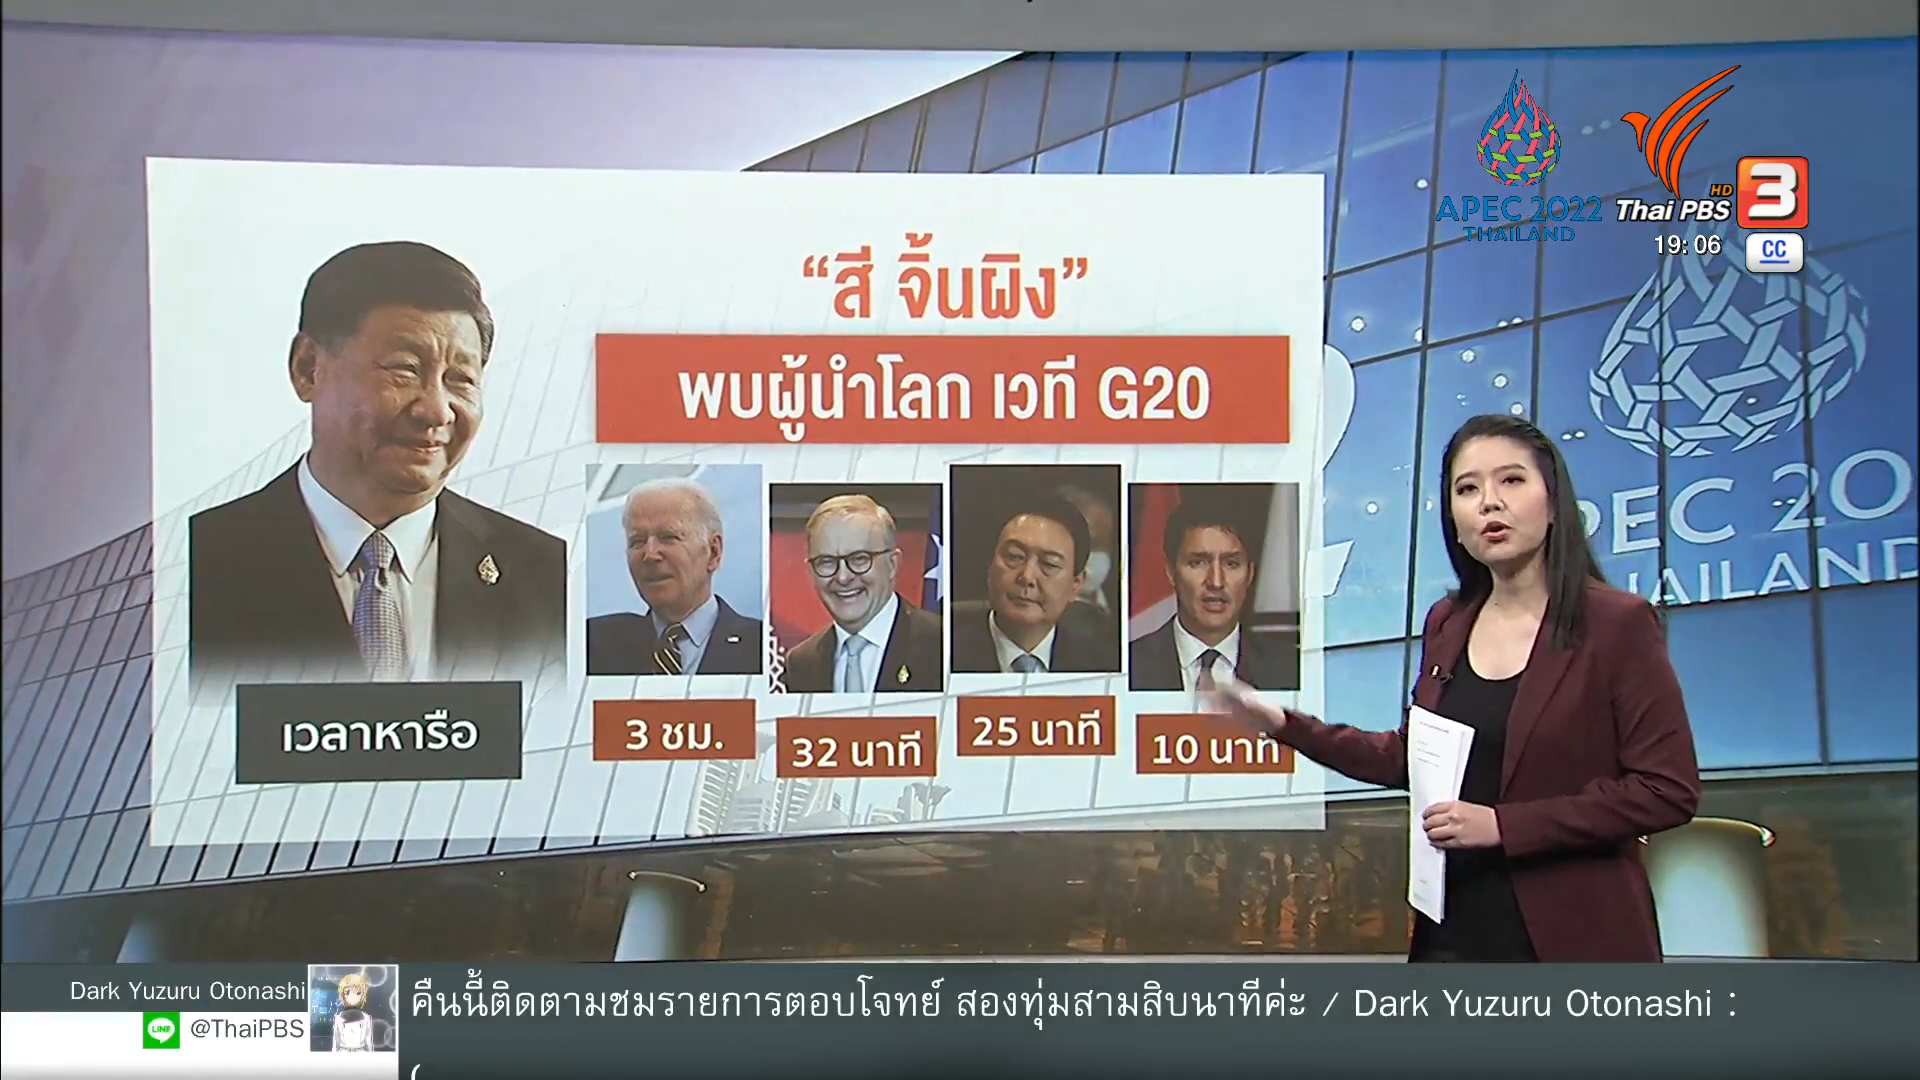 APEC 2022
THAILAND
HD
Thai PBS
3
19: 06
CC
“สี จิ้นผิง”
พบผู้นำโลก เวที G20
เวลาหารือ
3 ชม.
32 นาที
25 นาที
10 นาที
PEC 20
HAILAND
Dark Yuzuru Otonashi
LINE
@ThaiPBS
คืนนี้ติดตามชมรายการตอบโจทย์ สองทุ่มสามสิบนาทีค่ะ / Dark Yuzuru Otonashi :